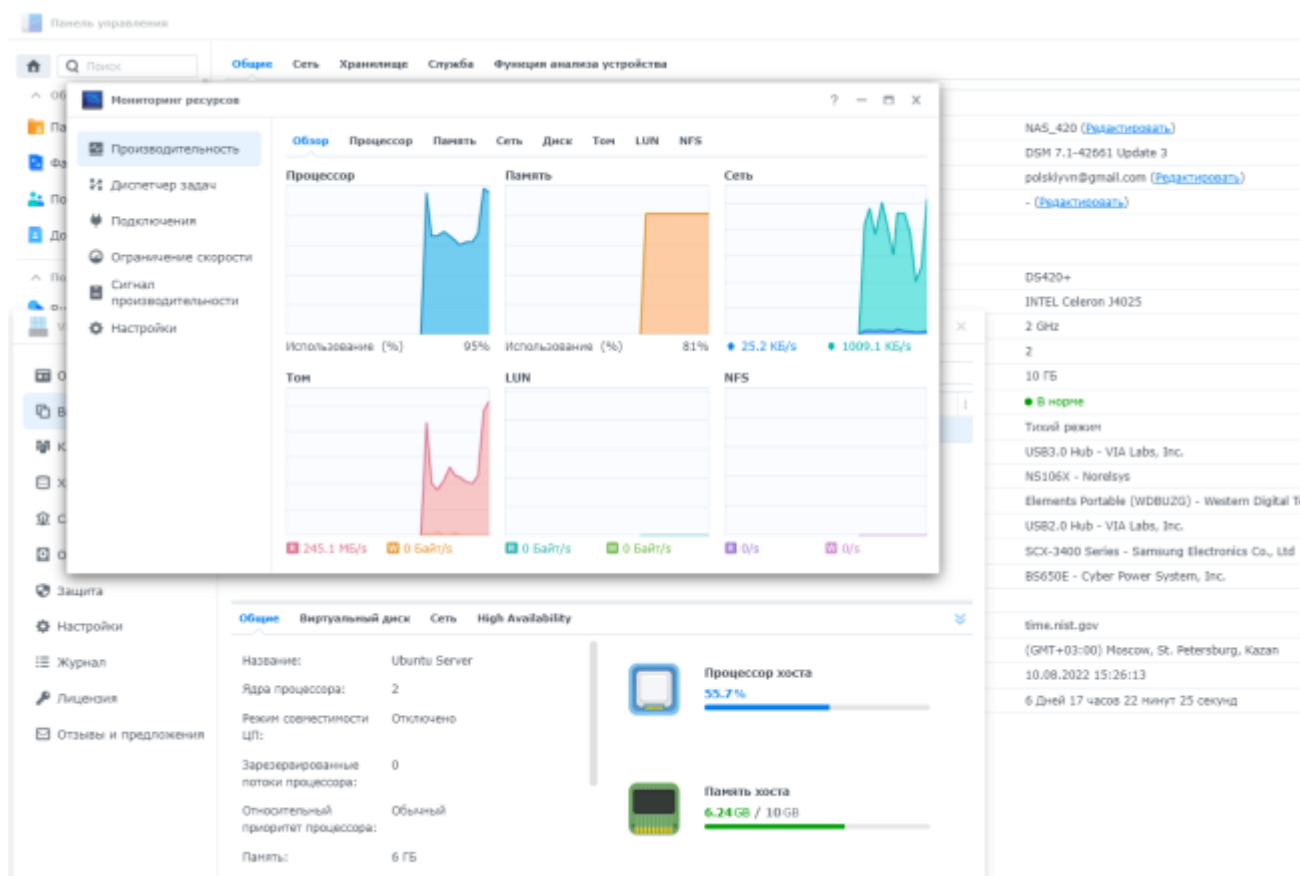 Панель управления
Поиск
Общие Сеть Хранилище Служба Функция анализа устройства
Мониторинг ресурсов
Производительность
Диспетчер задач
Подключения
Ограничение скорости
Сигнал
производительности
Настройки
Обзор Процессор Память Сеть Диск Том LUN NFS
Процессор Память Сеть
Использование (%) 95% Использование (%) 81% 25.2 КБ/s 1009.1 КБ/s
Том LUN NFS
R 245.1 МБ/s W 0 Байт/s R 0 Байт/s W 0 Байт/s R 0/s W 0/s
NAS_420 (Редактировать)
DSM 7.1-42661 Update 3
polskiyvn@gmail.com (Редактировать)
- (Редактировать)
DS420+
INTEL Celeron J4025
2 GHz
2
10 ГБ
В норме
Тихий режим
USB3.0 Hub - VIA Labs, Inc.
NS106X - Norelsys
Elements Portable (WDBUZG) - Western Digital
USB2.0 Hub - VIA Labs, Inc.
SCX-3400 Series - Samsung Electronics Co., Ltd
BS650E - Cyber Power System, Inc.
time.nist.gov
(GMT+03:00) Moscow, St. Petersburg, Kazan
10.08.2022 15:26:13
6 Дней 17 часов 22 минут 25 секунд
Защита
Настройки
Журнал
Лицензия
Отзывы и предложения
Общие Виртуальный диск Сеть High Availability
Название: Ubuntu Server
Ядра процессора: 2
Режим совместимости Отключено
ЦП:
Зарезервированные 0
потоки процессора:
Относительный Обычный
приоритет процессора:
Память: 6 ГБ
Процессор хоста
55.7%
Память хоста
6.24GB / 10GB